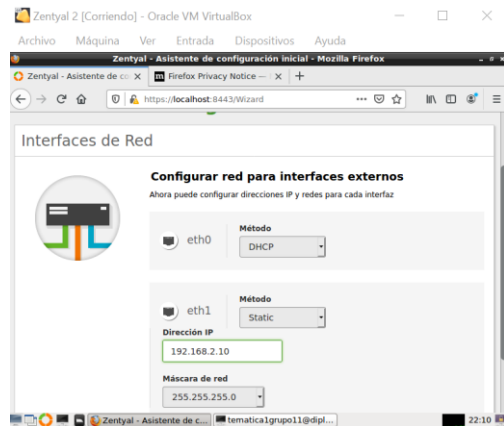 Zentyal 2 [Corriendo] - Oracle VM VirtualBox
Archivo Máquina Ver Entrada Dispositivos Ayuda
Zentyal - Asistente de configuración inicial - Mozilla Firefox
Zentyal - Asistente de co Firefox Privacy Notice —
https://localhost:8443/Wizard
Interfaces de Red
Configurar red para interfaces externos
Ahora puede configurar direcciones IP y redes para cada interfaz
eth0
Método
DHCP
eth1
Método
Static
Dirección IP
192.168.2.10
Máscara de red
255.255.255.0
Zentyal - Asistente de c... tematica1grupo11@dipl... 22:10